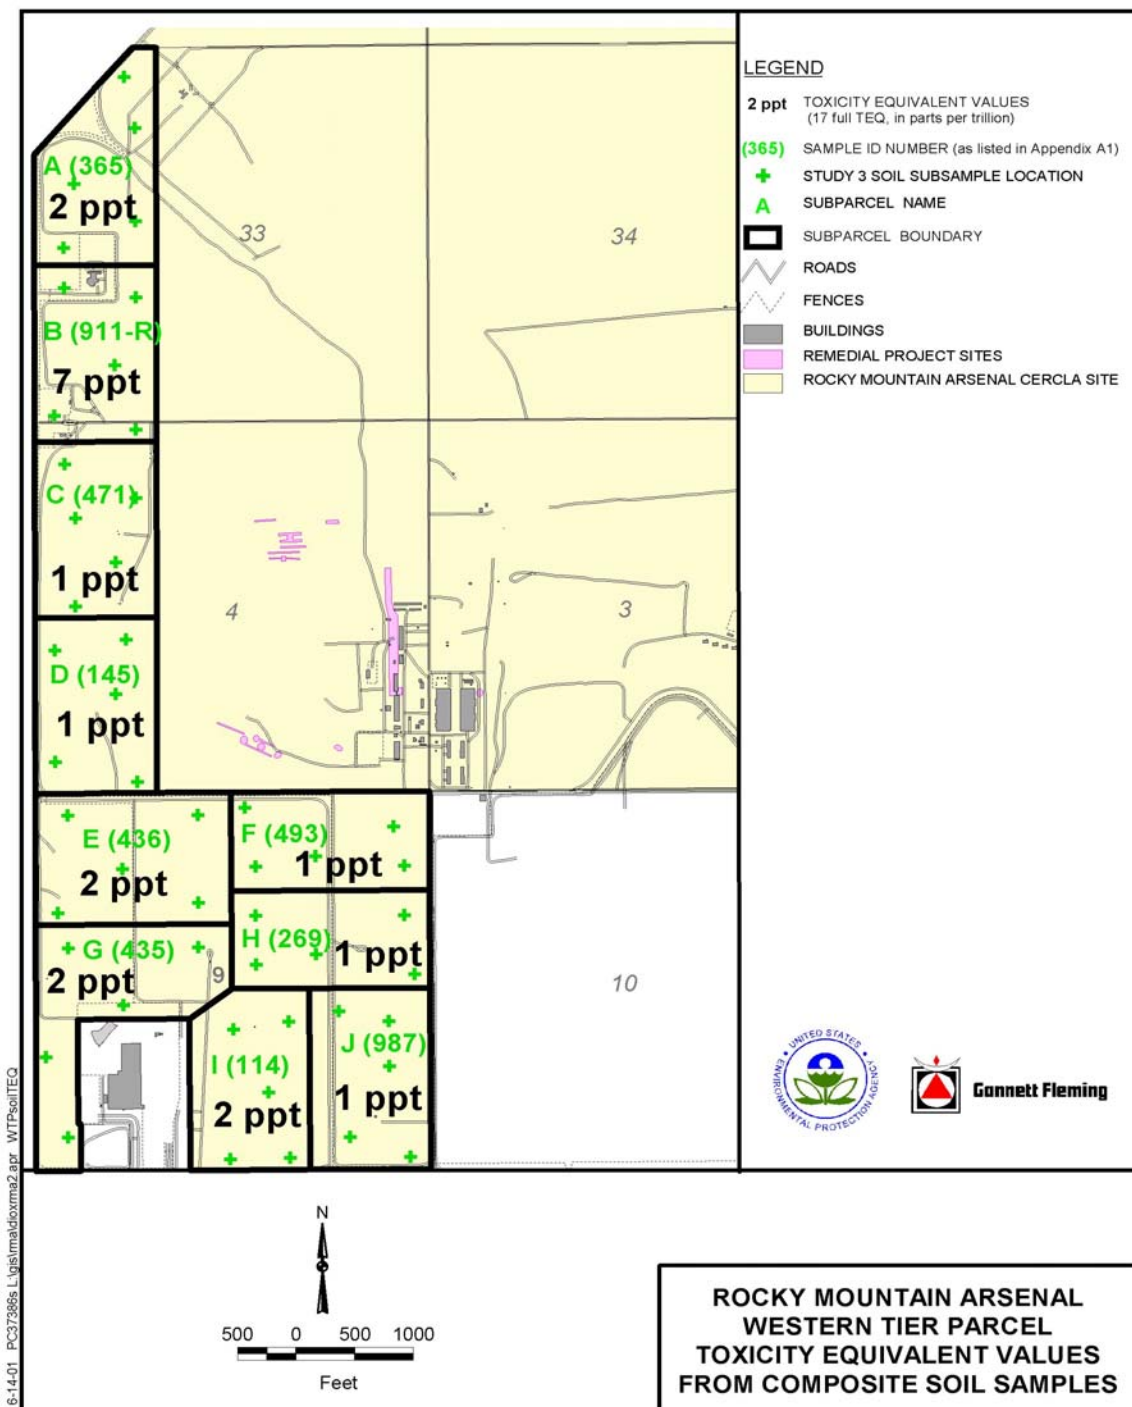 LEGEND
2 ppt TOXICITY EQUIVALENT VALUES
(17 full TEQ, in parts per trillion)
(365) SAMPLE ID NUMBER (as listed in Appendix A1)
STUDY 3 SOIL SUBSAMPLE LOCATION
A SUBPARCEL NAME
SUBPARCEL BOUNDARY
ROADS
FENCES
BUILDINGS
REMEDIAL PROJECT SITES
ROCKY MOUNTAIN ARSENAL CERCLA SITE
A (365)
2 ppt
33
34
B (911-R)
7 ppt
C (471)
1 ppt
4
3
D (145)
1 ppt
E (436)
2 ppt
F (493)
1 ppt
G (435)
2 ppt
9
H (269)
1 ppt
10
I (114)
2 ppt
J (987)
1 ppt
UNITED STATES
ENVIRONMENTAL PROTECTION AGENCY
Gannett Fleming
N
500 0 500 1000
Feet
ROCKY MOUNTAIN ARSENAL
WESTERN TIER PARCEL
TOXICITY EQUIVALENT VALUES
FROM COMPOSITE SOIL SAMPLES
6-14-01 PC37386s L:\gis\rma\dioxrma2.apr WTPsoilTEQ